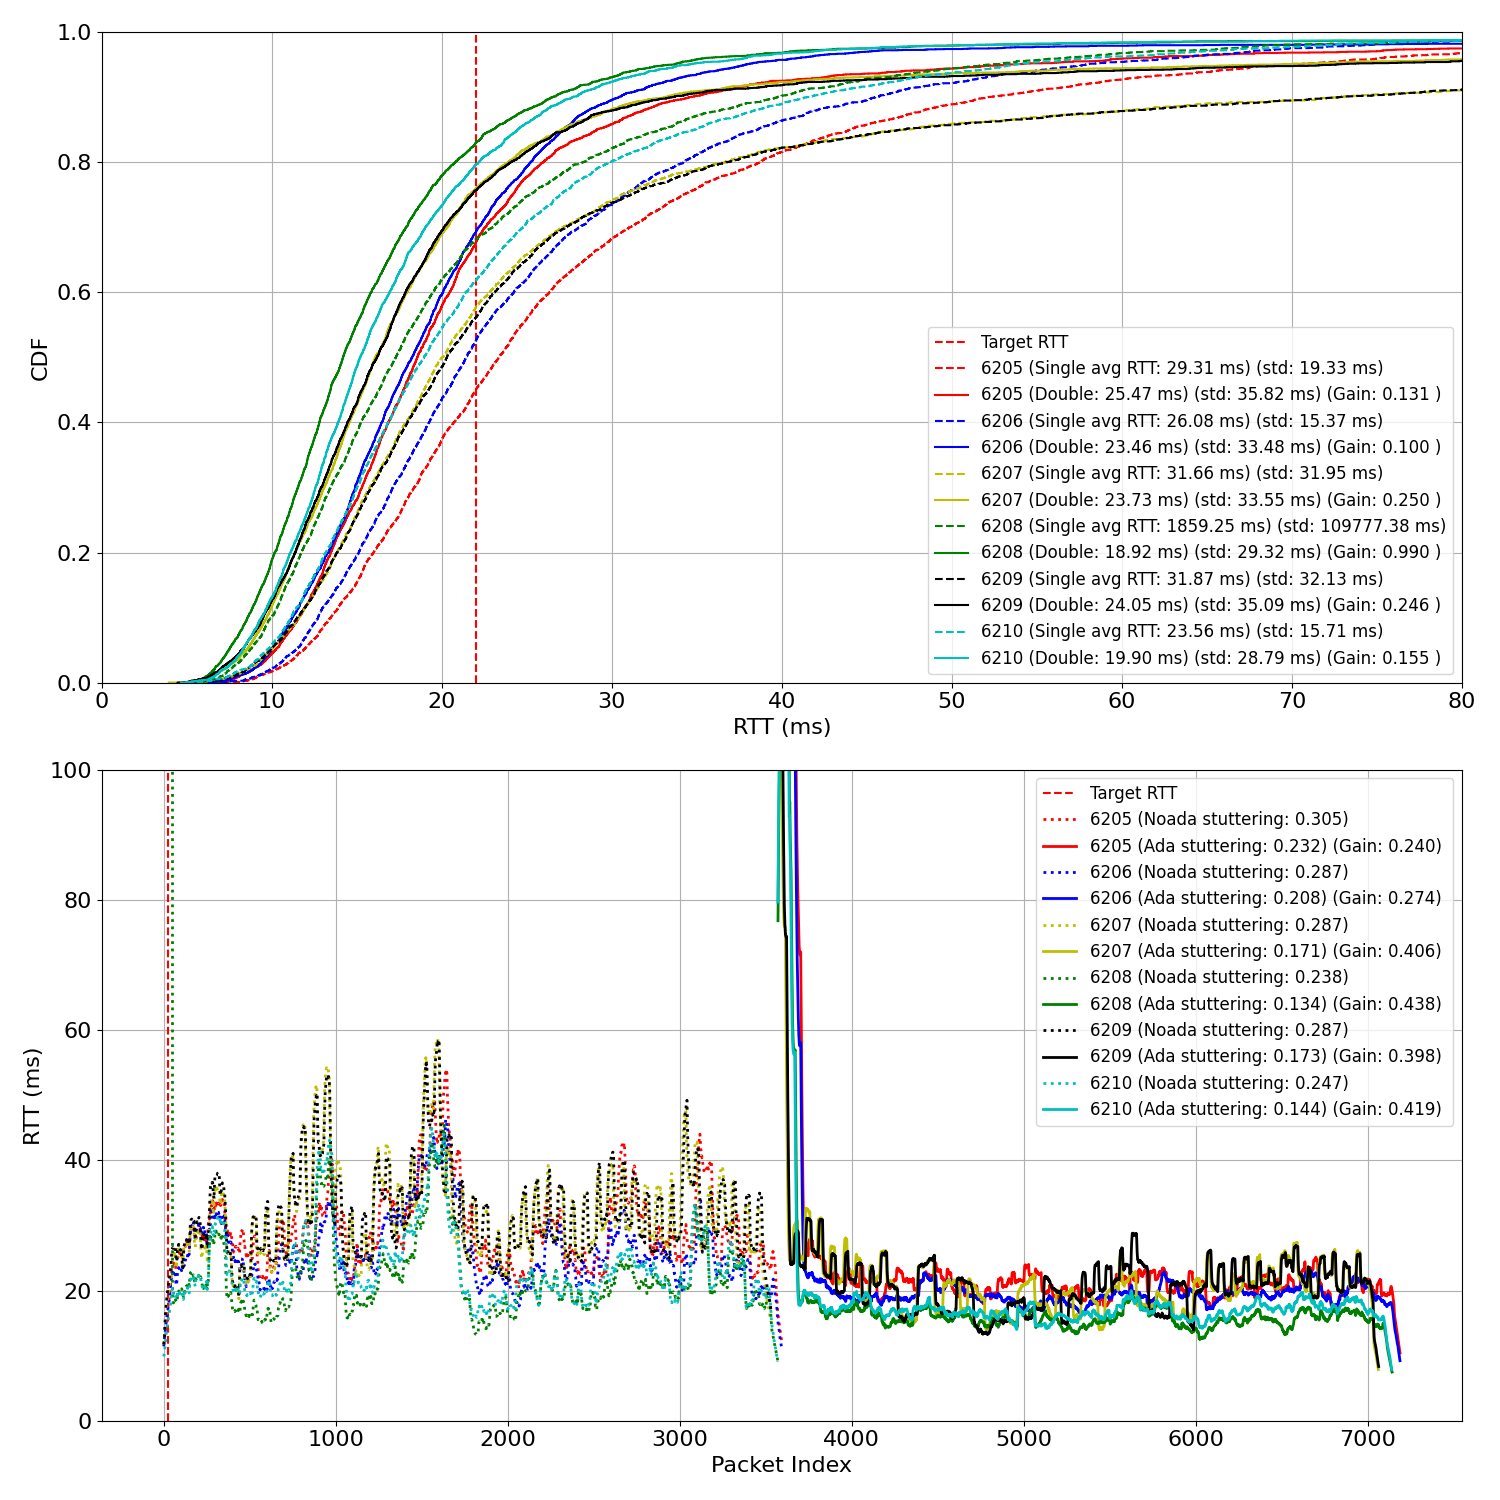 1.0
0.8
0.6
0.4
0.2
0.0
CDF
0 10 20 30 40 50 60 70 80
RTT (ms)
Target RTT
6205 (Single avg RTT: 29.31 ms) (std: 19.33 ms)
6205 (Double: 25.47 ms) (std: 35.82 ms) (Gain: 0.131 )
6206 (Single avg RTT: 26.08 ms) (std: 15.37 ms)
6206 (Double: 23.46 ms) (std: 33.48 ms) (Gain: 0.100 )
6207 (Single avg RTT: 31.66 ms) (std: 31.95 ms)
6207 (Double: 23.73 ms) (std: 33.55 ms) (Gain: 0.250 )
6208 (Single avg RTT: 1859.25 ms) (std: 109777.38 ms)
6208 (Double: 18.92 ms) (std: 29.32 ms) (Gain: 0.990 )
6209 (Single avg RTT: 31.87 ms) (std: 32.13 ms)
6209 (Double: 24.05 ms) (std: 35.09 ms) (Gain: 0.246 )
6210 (Single avg RTT: 23.56 ms) (std: 15.71 ms)
6210 (Double: 19.90 ms) (std: 28.79 ms) (Gain: 0.155 )
100
80
60
40
20
0
RTT (ms)
0 1000 2000 3000 4000 5000 6000 7000
Packet Index
Target RTT
6205 (Noada stuttering: 0.305)
6205 (Ada stuttering: 0.232) (Gain: 0.240)
6206 (Noada stuttering: 0.287)
6206 (Ada stuttering: 0.208) (Gain: 0.274)
6207 (Noada stuttering: 0.287)
6207 (Ada stuttering: 0.171) (Gain: 0.406)
6208 (Noada stuttering: 0.238)
6208 (Ada stuttering: 0.134) (Gain: 0.438)
6209 (Noada stuttering: 0.287)
6209 (Ada stuttering: 0.173) (Gain: 0.398)
6210 (Noada stuttering: 0.247)
6210 (Ada stuttering: 0.144) (Gain: 0.419)